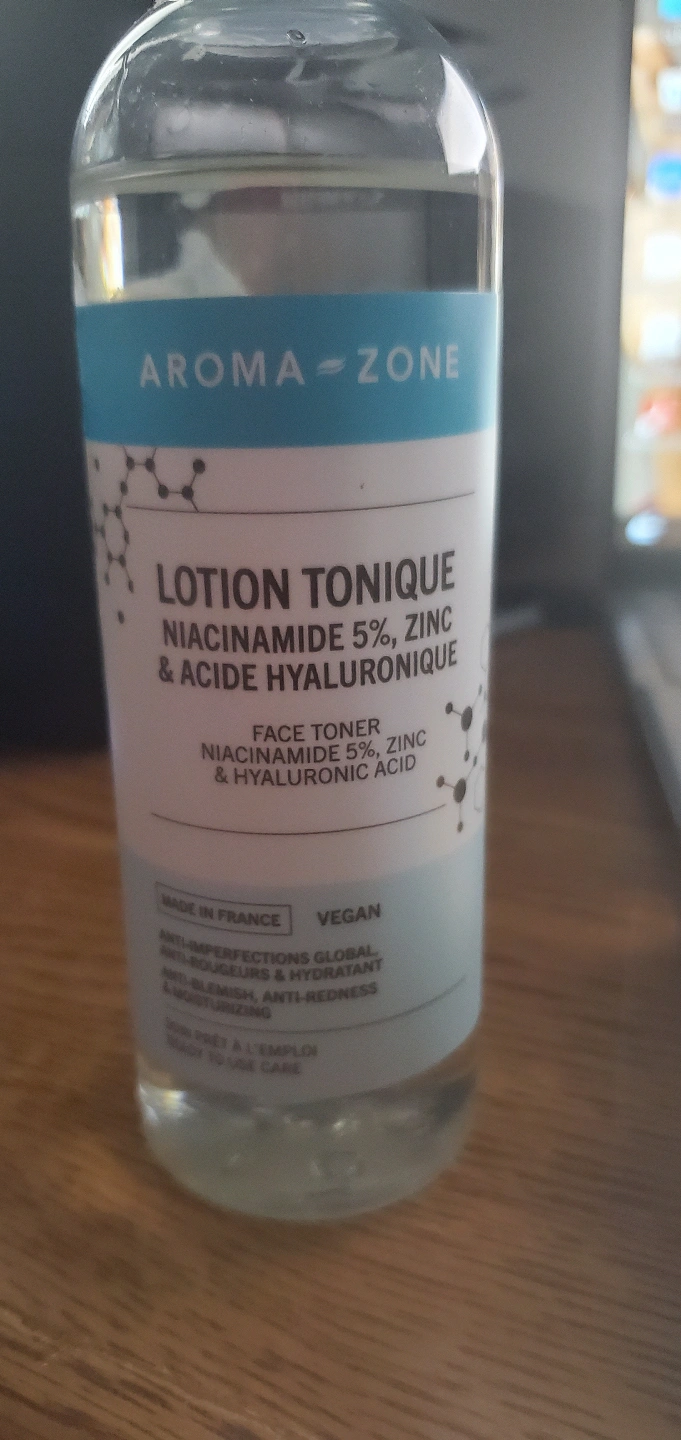 AROMA ZONE
LOTION TONIQUE
NIACINAMIDE 5%, ZINC
& ACIDE HYALURONIQUE
FACE TONER
NIACINAMIDE 5%, ZINC
& HYALURONIC ACID
MADE IN FRANCE VEGAN
ANTI-IMPERFECTIONS GLOBAL,
ANTI-ROUGEURS & HYDRATANT
ANTI-BLEMISH, ANTI-REDNESS
& MOISTURIZING
SOIN PRÊT À L'EMPLOI
READY TO USE CARE